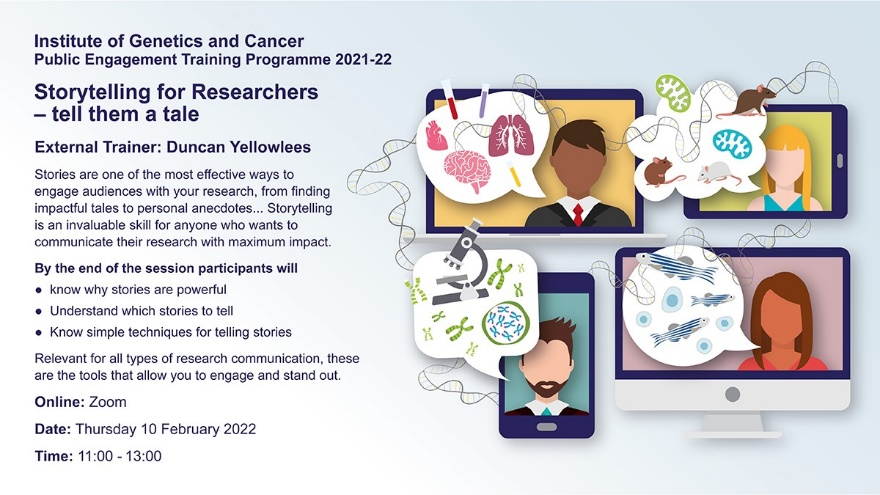 Institute of Genetics and Cancer
Public Engagement Training Programme 2021-22
Storytelling for Researchers
– tell them a tale
External Trainer: Duncan Yellowlees
Stories are one of the most effective ways to
engage audiences with your research, from finding
impactful tales to personal anecdotes... Storytelling
is an invaluable skill for anyone who wants to
communicate their research with maximum impact.
By the end of the session participants will
● know why stories are powerful
● Understand which stories to tell
● Know simple techniques for telling stories
Relevant for all types of research communication, these
are the tools that allow you to engage and stand out.
Online: Zoom
Date: Thursday 10 February 2022
Time: 11:00 - 13:00